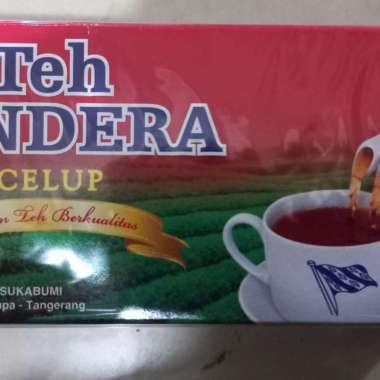 Teh
NDERA
CELUP
Teh Berkualitas
SUKABUMI
pa - Tangerang